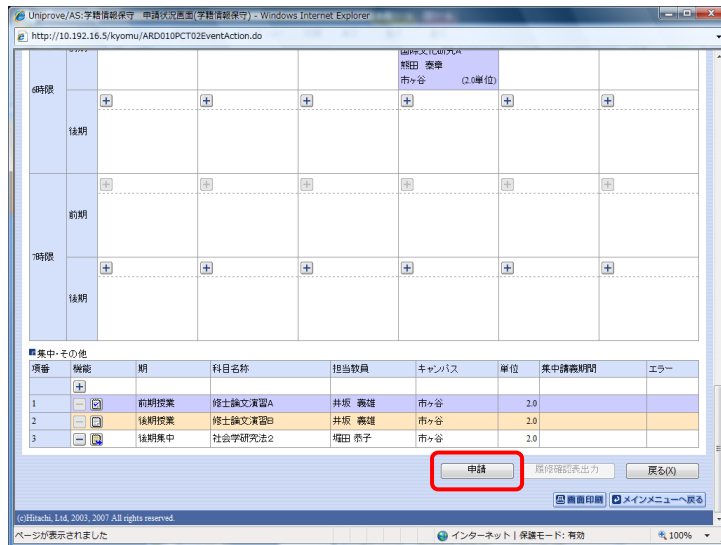 Uniprove/AS:学籍情報保守　申請状況画面(学籍情報保守) - Windows Internet Explorer
http://10.192.16.5/kyomu/ARD010PCT02EventAction.do
国際文化研究A
熊田　泰章
市ヶ谷 (2.0単位)
6時限
後期
前期
7時限
後期
集中・その他
項番 機能 期 科目名称 担当教員 キャンパス 単位 集中講義期間 エラー
1 前期授業 修士論文演習A 井坂　義雄 市ヶ谷 2.0
2 後期授業 修士論文演習B 井坂　義雄 市ヶ谷 2.0
3 後期集中 社会学研究法2 堀田 恭子 市ヶ谷 2.0
申請 履修確認表出力 戻る(X)
画面印刷 メインメニューへ戻る
(c)Hitachi, Ltd, 2003, 2007 All rights reserved.
ページが表示されました インターネット | 保護モード: 有効 100%